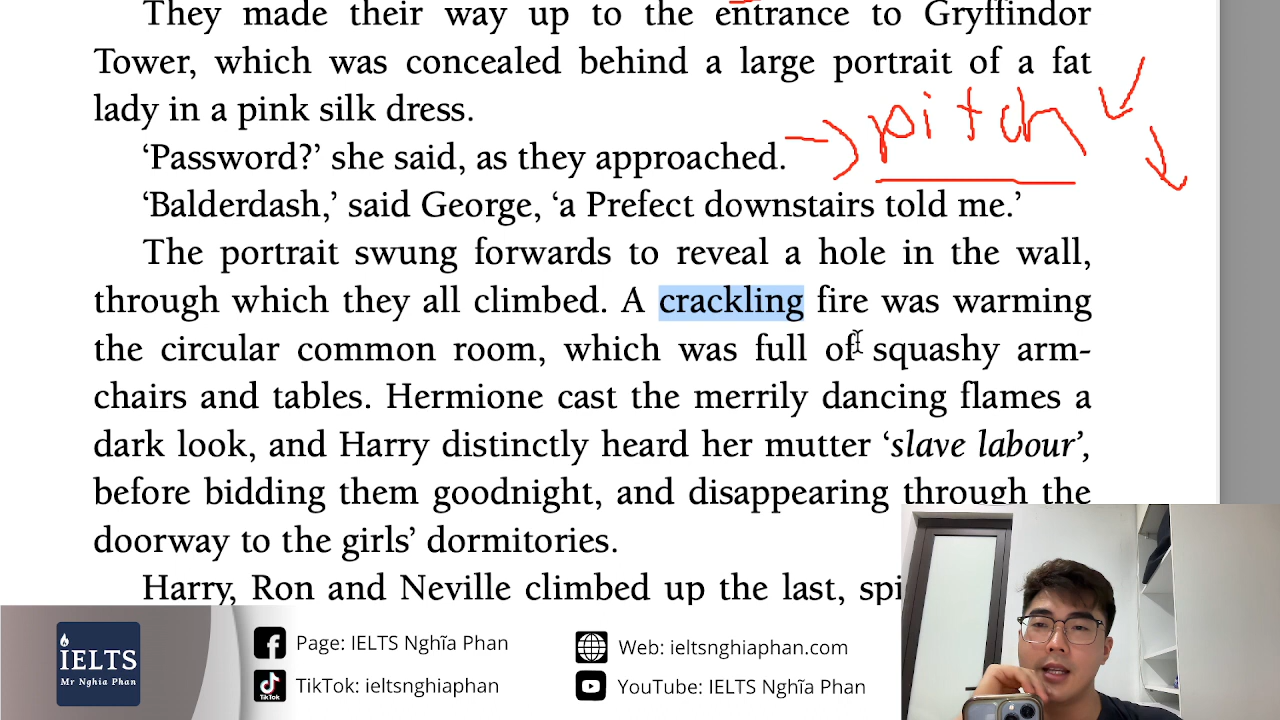 They made their way up to the entrance to Gryffindor
Tower, which was concealed behind a large portrait of a fat
lady in a pink silk dress.
pitch
‘Password?’ she said, as they approached.
‘Balderdash,’ said George, ‘a Prefect downstairs told me.’
The portrait swung forwards to reveal a hole in the wall,
through which they all climbed. A crackling fire was warming
the circular common room, which was full of squashy arm-
chairs and tables. Hermione cast the merrily dancing flames a
dark look, and Harry distinctly heard her mutter ‘slave labour’,
before bidding them goodnight, and disappearing through the
doorway to the girls’ dormitories.
Harry, Ron and Neville climbed up the last,
IELTS
Mr Nghia Phan
Page: IELTS Nghĩa Phan
TikTok
TikTok: ieltsnghiaphan
Web: ieltsnghiaphan.com
YouTube: IELTS Nghĩa Phan